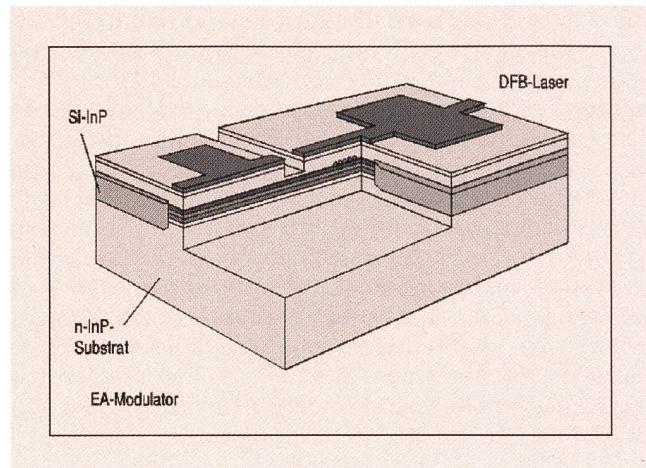 DFB-Laser
SI-InP
n-InP-
Substrat
EA-Modulator